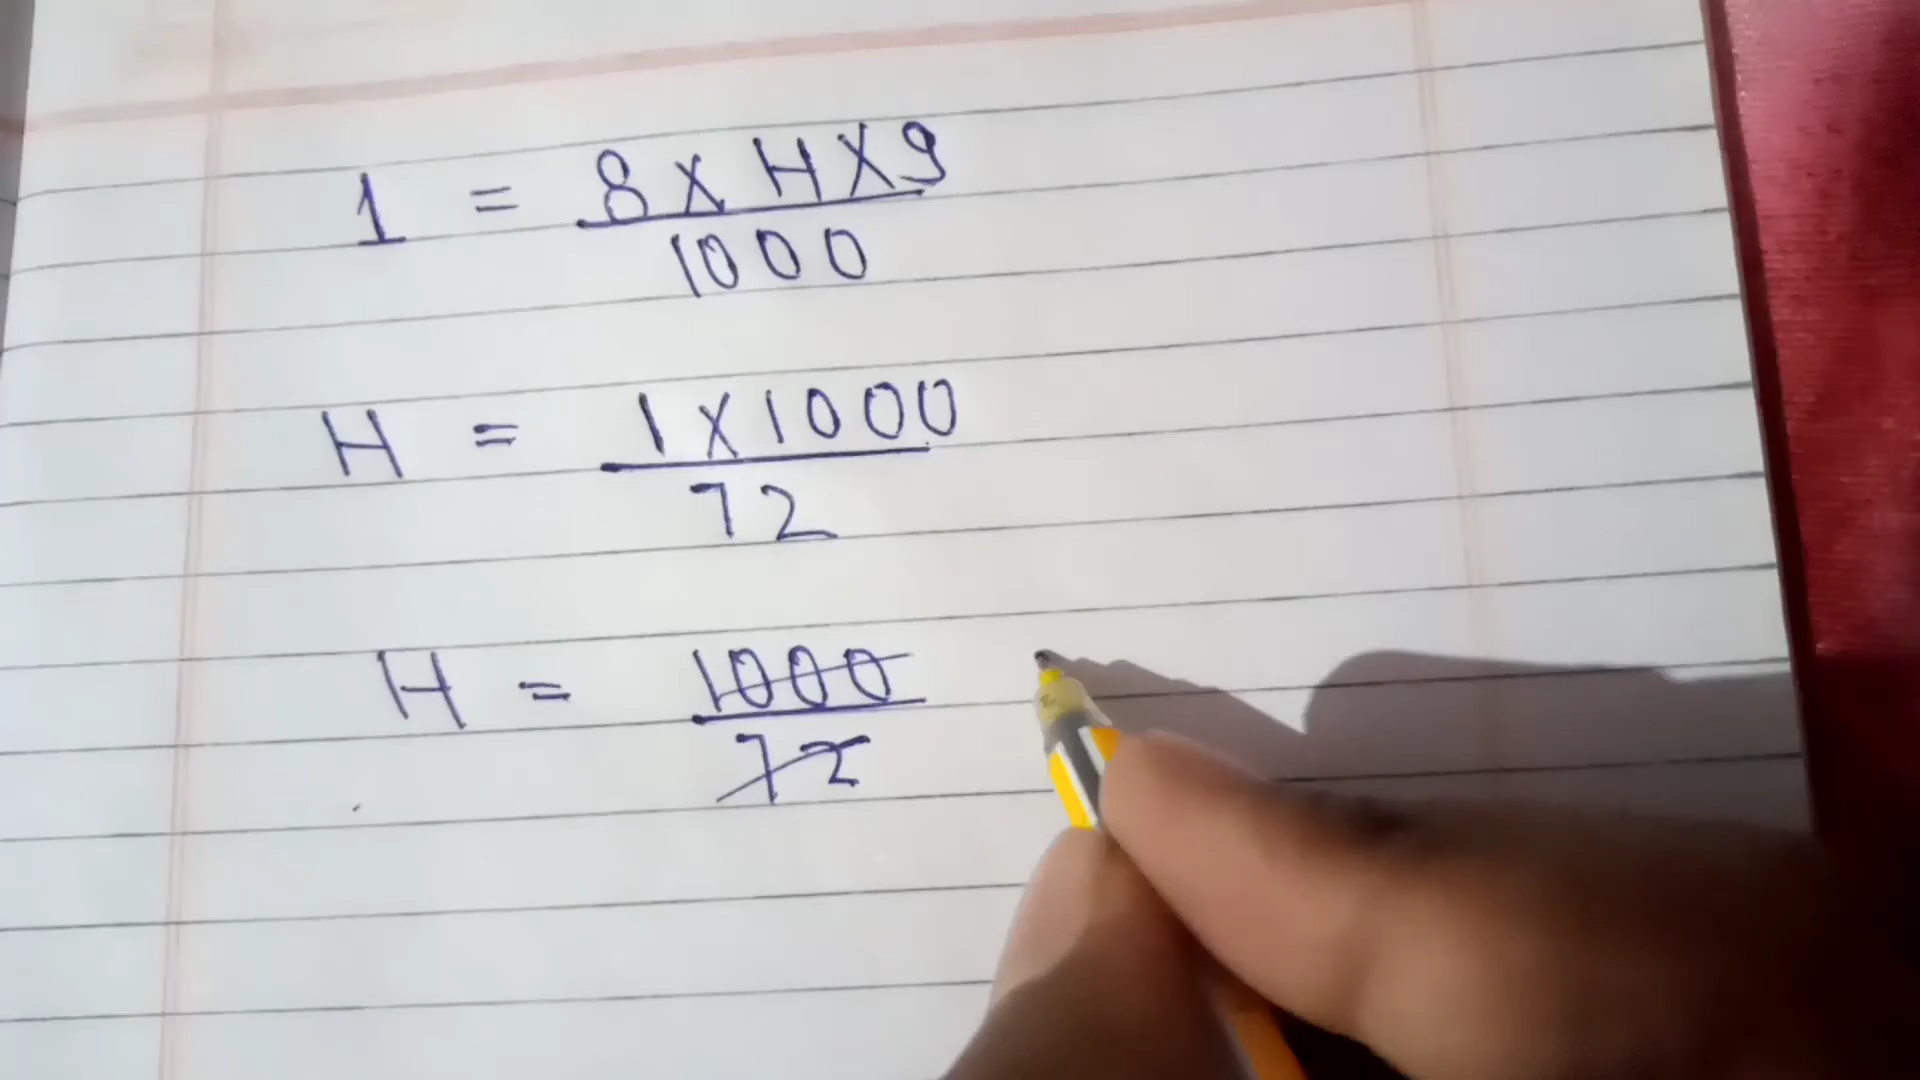 1 = 8 X H X 9
1000
H = 1 X 1000
72
H = 1000
72